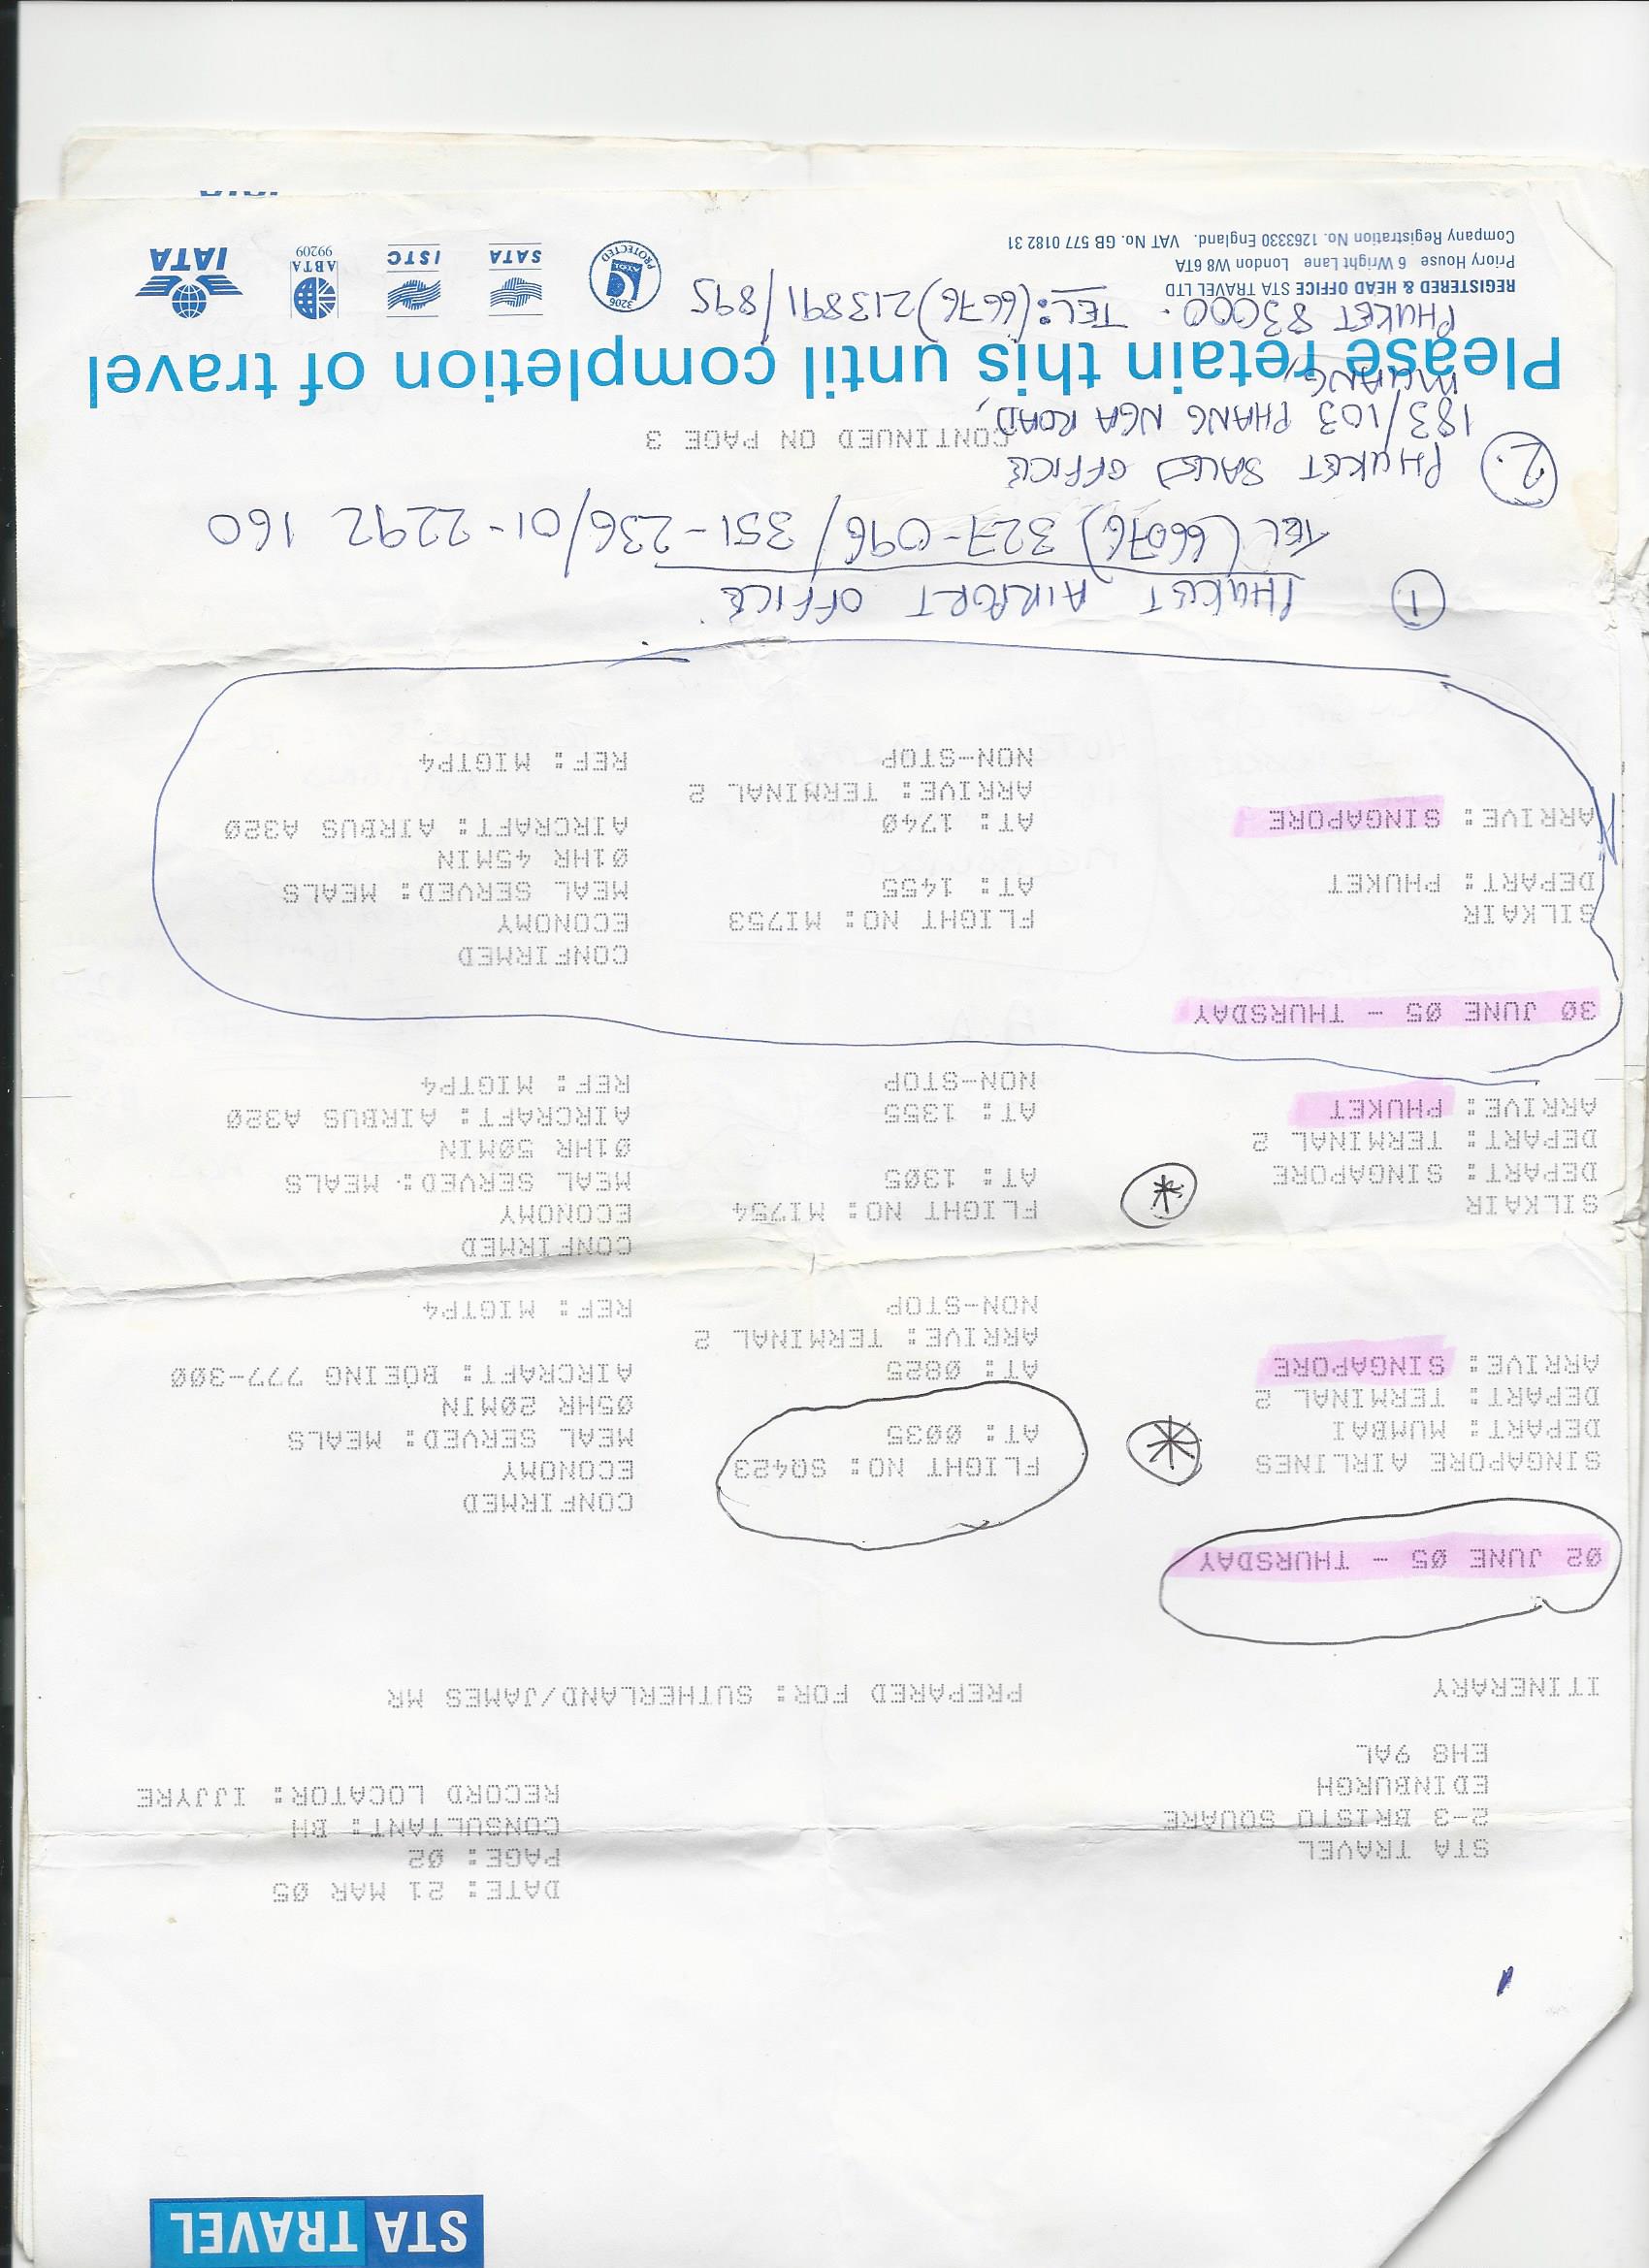 STA TRAVEL
DATE: 21 MAR 05
PAGE: 02
CONSULTANT: BH
RECORD LOCATOR: IJJYRE
STA TRAVEL
2-3 BRISTO SQUARE
EDINBURGH
EH8 9AL
ITINERARY
PREPARED FOR: SUTHERLAND/JAMES MR
02 JUNE 05 - THURSDAY
SINGAPORE AIRLINES
DEPART: MUMBAI
DEPART: TERMINAL 2
ARRIVE: SINGAPORE
FLIGHT NO: SQ423
AT: 0035
AT: 0825
ARRIVE: TERMINAL 2
NON-STOP
CONFIRMED
ECONOMY
MEAL SERVED: MEALS
05HR 20MIN
AIRCRAFT: BOEING 777-300
REF: MIGTP4
SILKAIR
DEPART: SINGAPORE
DEPART: TERMINAL 2
ARRIVE: PHUKET
FLIGHT NO: MI754
AT: 1305
AT: 1355
NON-STOP
CONFIRMED
ECONOMY
MEAL SERVED: MEALS
01HR 50MIN
AIRCRAFT: AIRBUS A320
REF: MIGTP4
30 JUNE 05 - THURSDAY
SILKAIR
DEPART: PHUKET
ARRIVE: SINGAPORE
FLIGHT NO: MI753
AT: 1455
AT: 1740
ARRIVE: TERMINAL 2
NON-STOP
CONFIRMED
ECONOMY
MEAL SERVED: MEALS
01HR 45MIN
AIRCRAFT: AIRBUS A320
REF: MIGTP4
1 PHUKET AIRPORT OFFICE
TEL (66076) 327-096/351-236/01-2292 160
2. PHUKET SALES OFFICE
183/103 PHANG NGA ROAD,
MUANG,
PHUKET 83000. TEL:(6676)213891/895
CONTINUED ON PAGE 3
Please retain this until completion of travel
REGISTERED & HEAD OFFICE STA TRAVEL LTD
Priory House 6 Wright Lane London W8 6TA
Company Registration No. 1263330 England. VAT No. GB 577 0182 31
3206
ATOL
PROTECTED
SATA
ISTC
ABTA
99209
IATA